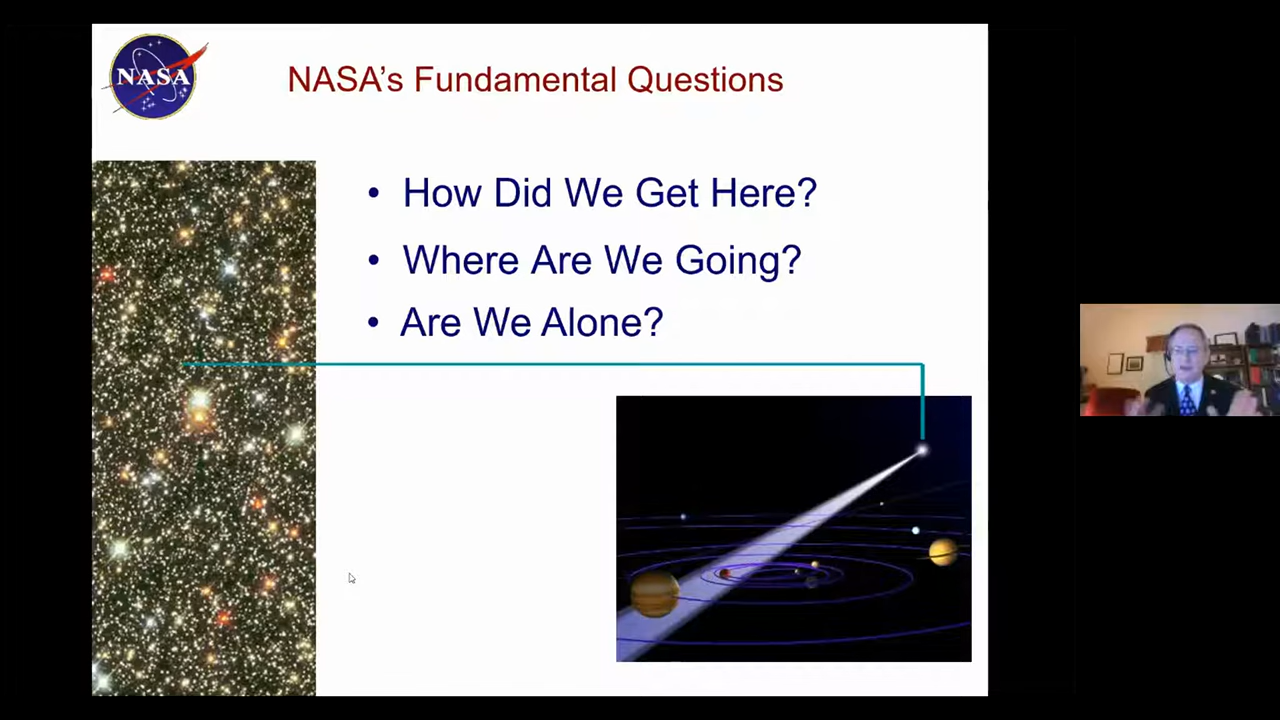 NASA
NASA's Fundamental Questions
• How Did We Get Here?
• Where Are We Going?
• Are We Alone?